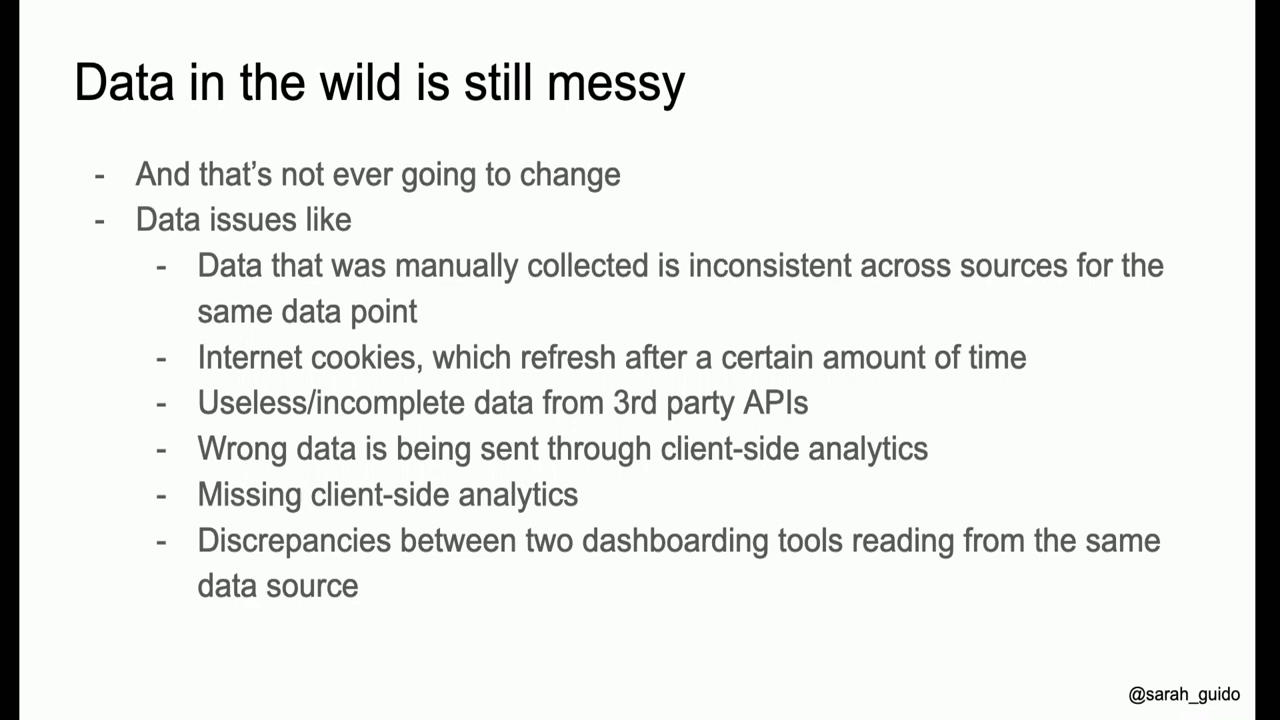 Data in the wild is still messy
- And that's not ever going to change
- Data issues like
- Data that was manually collected is inconsistent across sources for the
same data point
- Internet cookies, which refresh after a certain amount of time
- Useless/incomplete data from 3rd party APIs
- Wrong data is being sent through client-side analytics
- Missing client-side analytics
- Discrepancies between two dashboarding tools reading from the same
data source
@sarah_guido